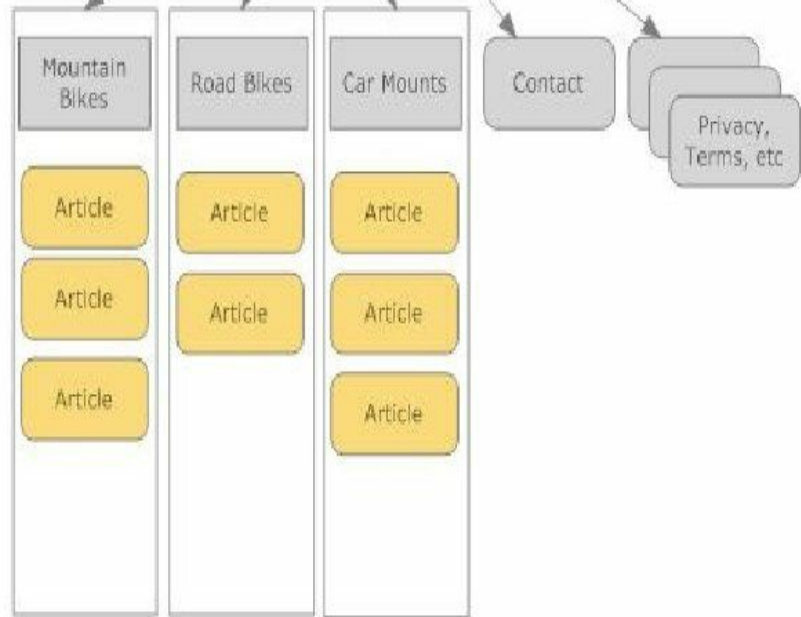 Mountain
Bikes
Road Bikes
Car Mounts
Contact
Privacy,
Terms, etc
Article
Article
Article
Article
Article
Article
Article
Article